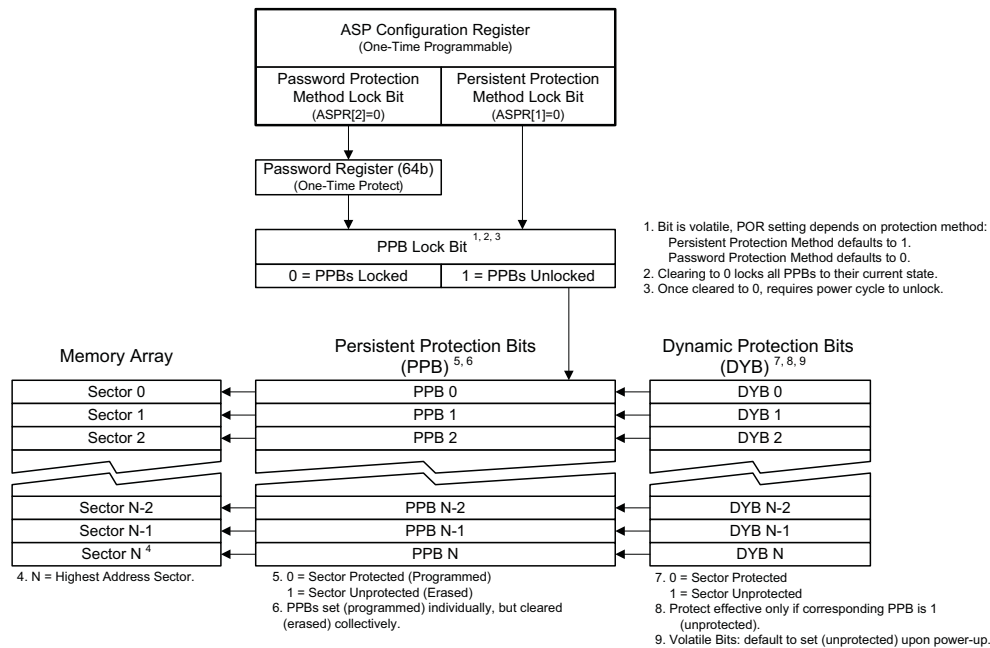 ASP Configuration Register
(One-Time Programmable)
Password Protection
Method Lock Bit
(ASPR[2]=0)
Persistent Protection
Method Lock Bit
(ASPR[1]=0)
Password Register (64b)
(One-Time Protect)
PPB Lock Bit 1, 2, 3
0 = PPBs Locked
1 = PPBs Unlocked
1. Bit is volatile, POR setting depends on protection method:
Persistent Protection Method defaults to 1.
Password Protection Method defaults to 0.
2. Clearing to 0 locks all PPBs to their current state.
3. Once cleared to 0, requires power cycle to unlock.
Memory Array
Persistent Protection Bits
(PPB) 5, 6
Dynamic Protection Bits
(DYB) 7, 8, 9
Sector 0
PPB 0
DYB 0
Sector 1
PPB 1
DYB 1
Sector 2
PPB 2
DYB 2
Sector N-2
PPB N-2
DYB N-2
Sector N-1
PPB N-1
DYB N-1
Sector N 4
PPB N
DYB N
4. N = Highest Address Sector.
5. 0 = Sector Protected (Programmed)
1 = Sector Unprotected (Erased)
6. PPBs set (programmed) individually, but cleared
(erased) collectively.
7. 0 = Sector Protected
1 = Sector Unprotected
8. Protect effective only if corresponding PPB is 1
(unprotected).
9. Volatile Bits: default to set (unprotected) upon power-up.